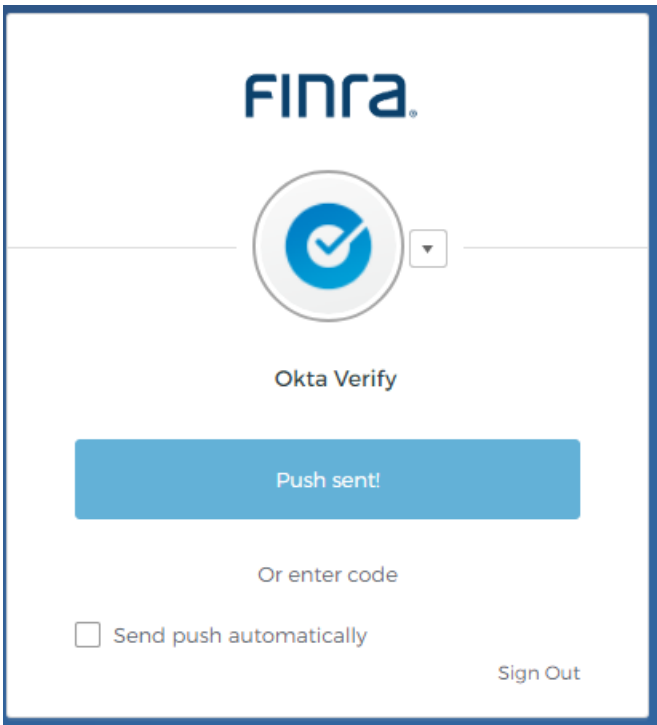 FINRA®
Okta Verify
Push sent!
Or enter code
Send push automatically
Sign Out